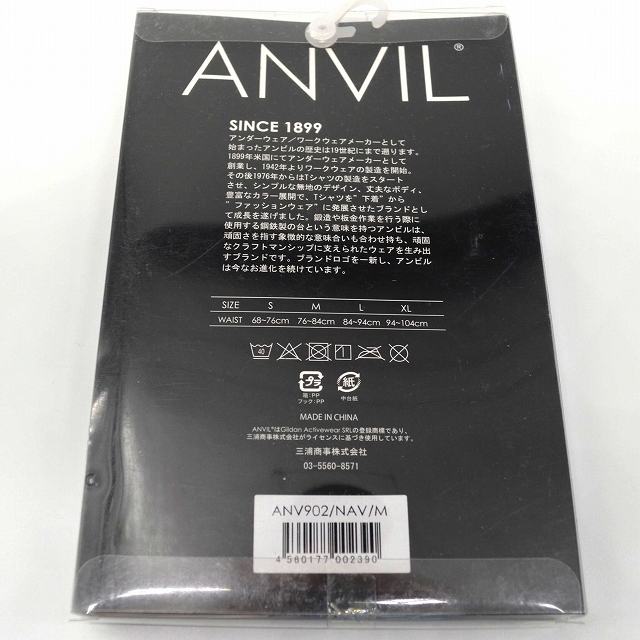 ANVIL®
SINCE 1899
アンダーウェア／ワークウェアメーカーとして
始まったアンビルの歴史は19世紀にまで遡ります。
1899年米国にてアンダーウェアメーカーとして
創業し、1942年よりワークウェアの製造を開始。
その後1976年からはTシャツの製造をスタート
させ、シンプルな無地のデザイン、丈夫なボディ、
豊富なカラー展開で、Tシャツを”下着”から
”ファッションウェア”に発展させたブランドとし
て成長を遂げました。鍛造や板金作業を行う際に
使用する鋼鉄製の台という意味を持つアンビルは、
頑固さを指す象徴的な意味合いも合わせ持ち、頑固
なクラフトマンシップに支えられたウェアを生み出
すブランドです。ブランドロゴを一新し、アンビル
は今なお進化を続けています。
SIZE S M L XL
WAIST 68~76cm 76~84cm 84~94cm 94~104cm
40
プラ 紙
箱:PP 中台紙
フック:PP
MADE IN CHINA
ANVIL®はGildan Activewear SRLの登録商標であり、
三浦商事株式会社がライセンスに基づき使用しています。
三浦商事株式会社
03-5560-8571
ANV902/NAV/M
4 580177 002390